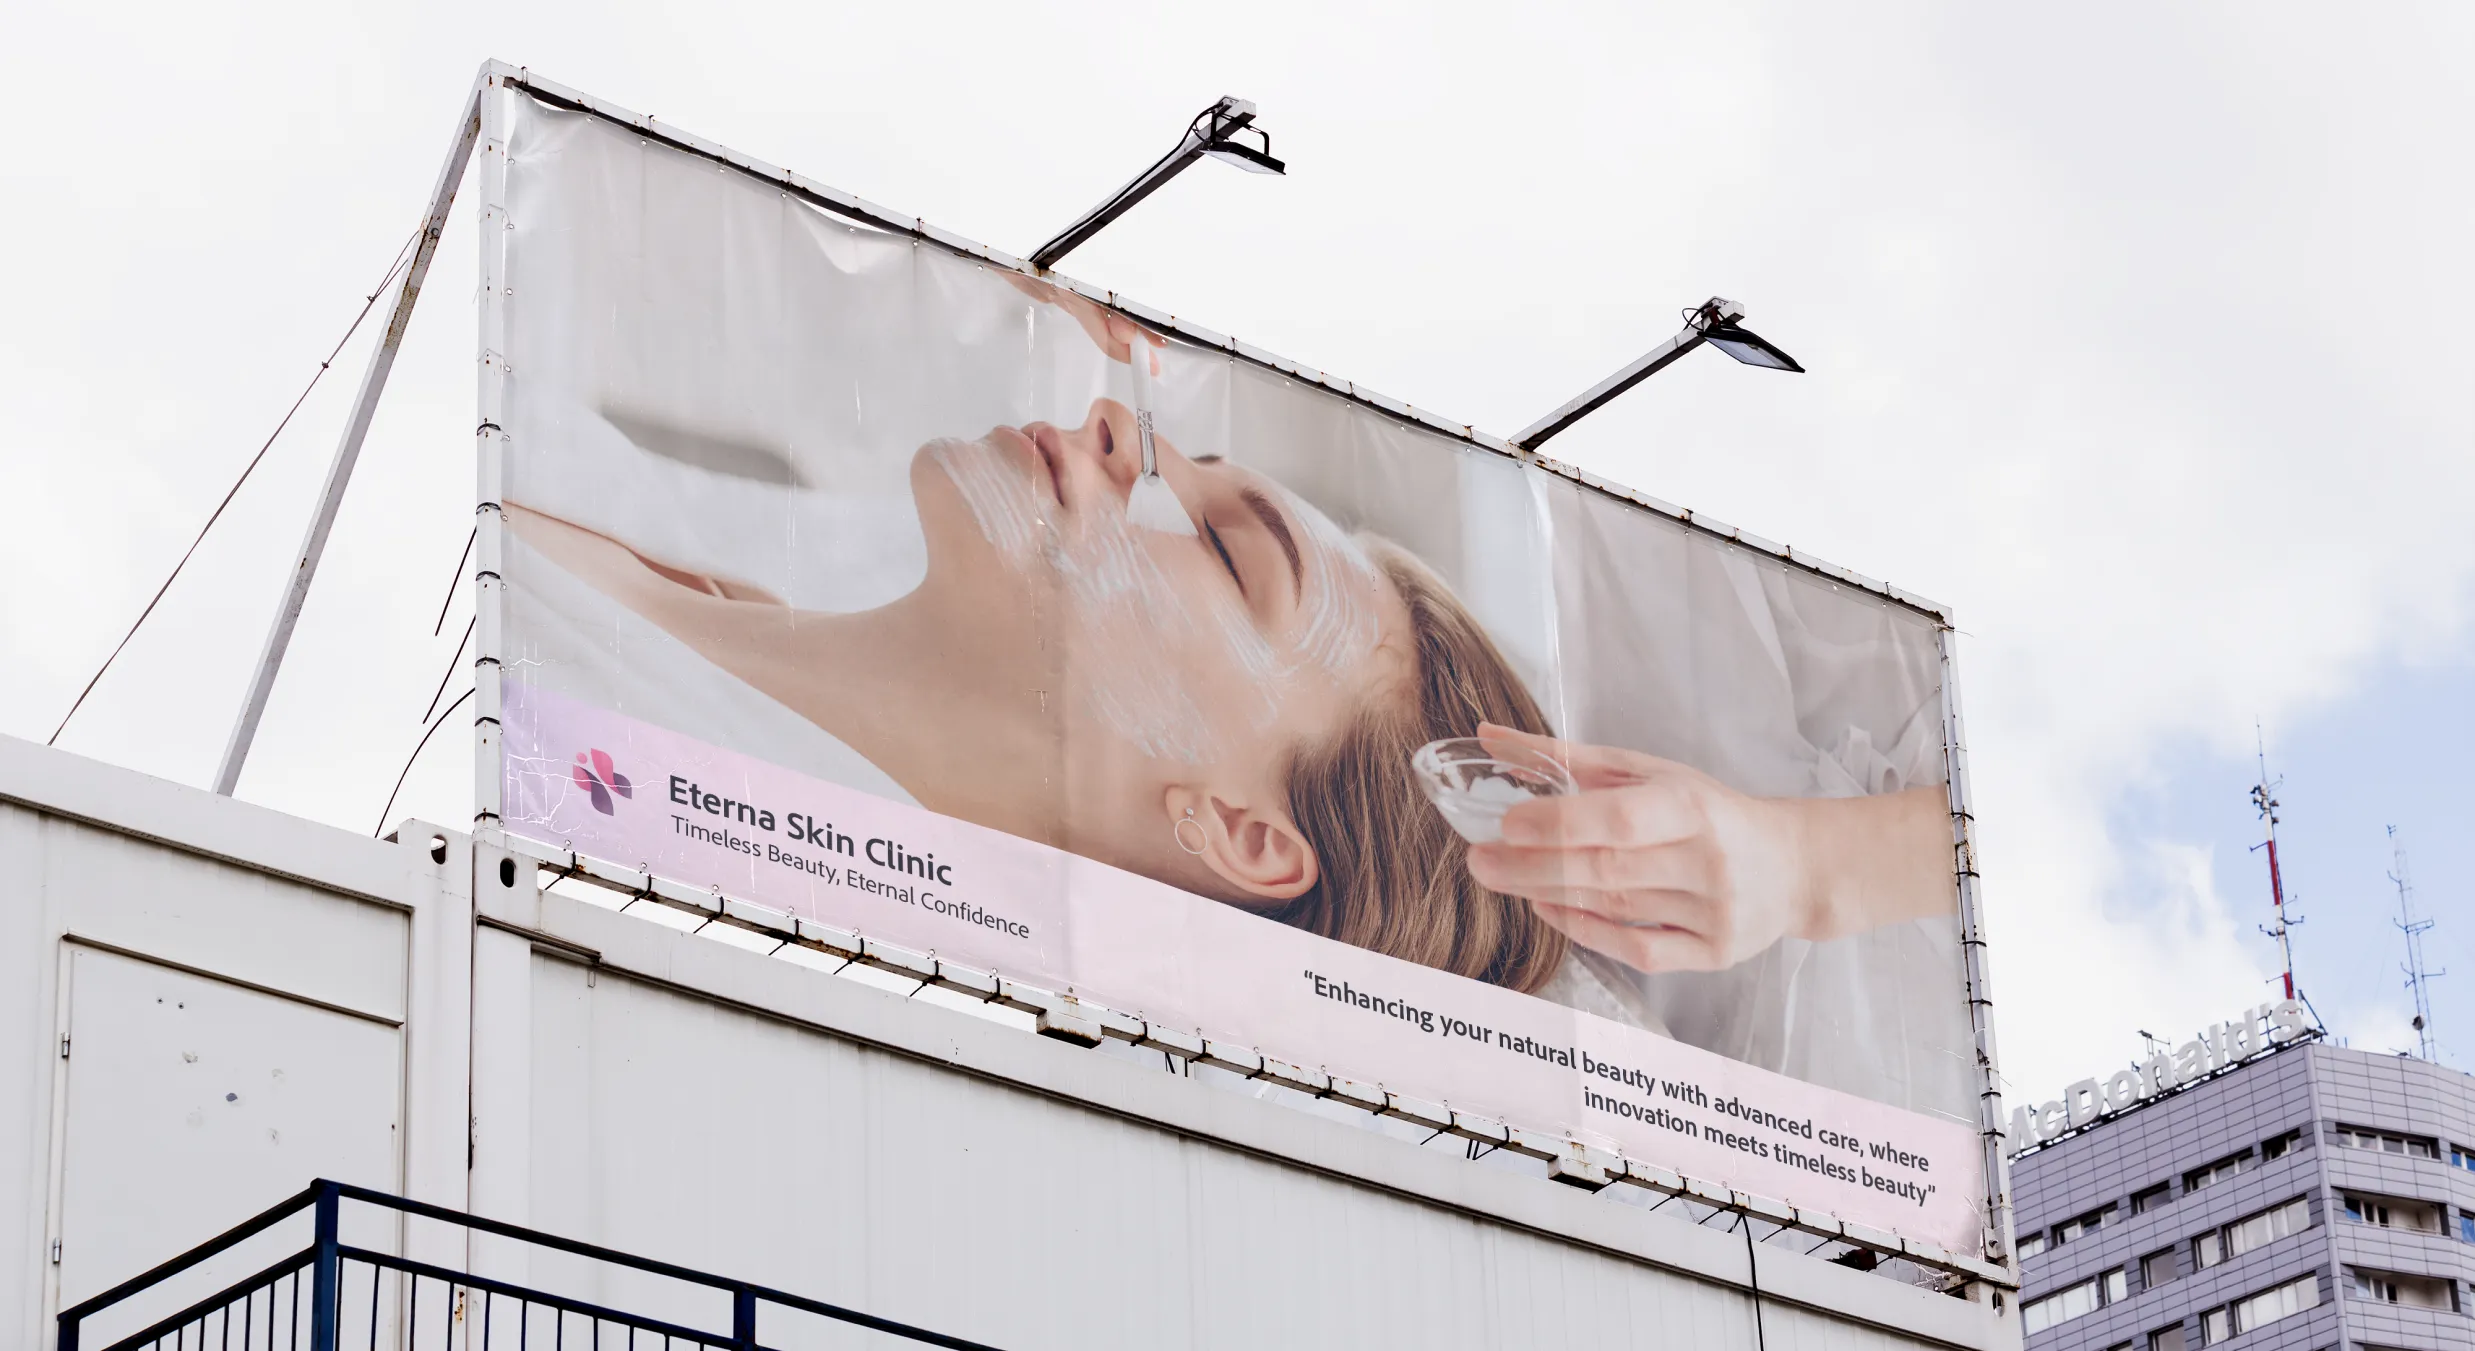 Eterna Skin Clinic
Timeless Beauty, Eternal Confidence
“Enhancing your natural beauty with advanced care, where
innovation meets timeless beauty”
McDonald's